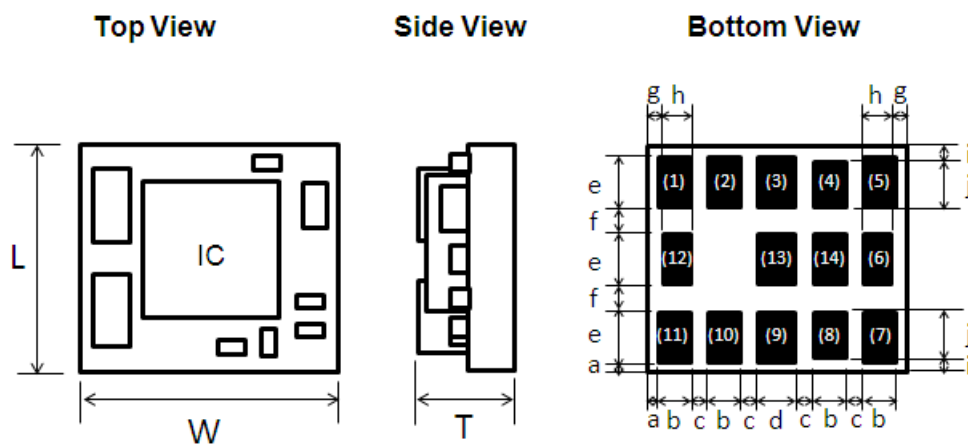 Top View Side View Bottom View
g h h g
L IC e (1) (2) (3) (4) (5) i j
f
e (12) (13) (14) (6)
f
e (11) (10) (9) (8) (7) j
a i
a b c b c d c b c b
W T